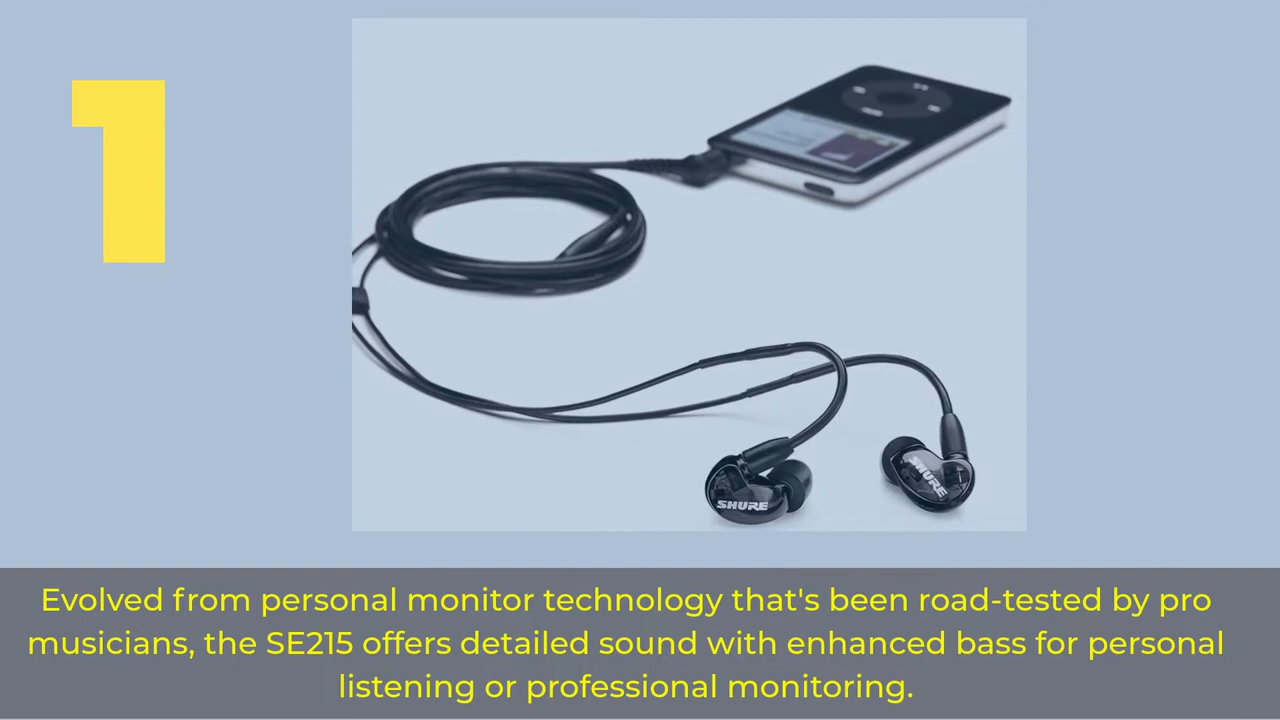 1
SHURE
SHURE
Evolved from personal monitor technology that's been road-tested by pro
musicians, the SE215 offers detailed sound with enhanced bass for personal
listening or professional monitoring.